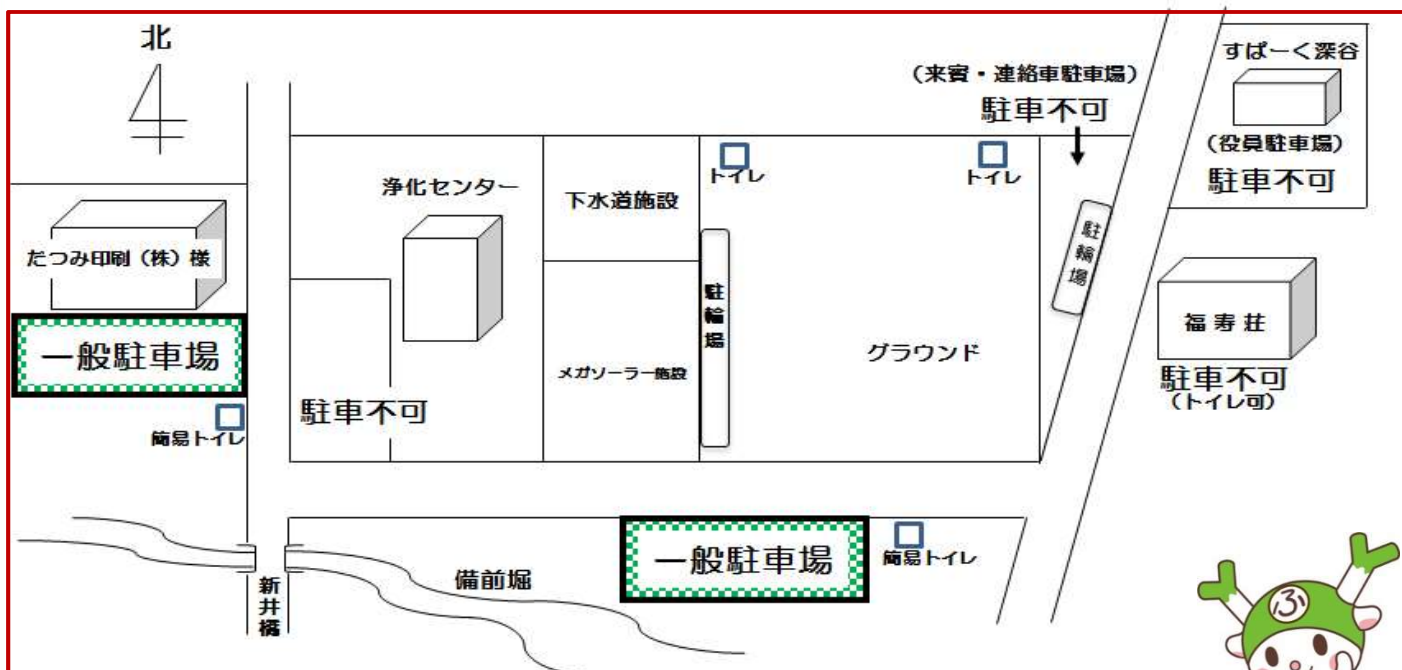 北
(来賓・連絡車駐車場)
駐車不可
すぱーく深谷
(役員駐車場)
駐車不可
トイレ
トイレ
浄化センター
下水道施設
たつみ印刷(株)様
駐輪場
駐輪場
福寿荘
駐車不可
(トイレ可)
一般駐車場
グラウンド
メガソーラー施設
駐車不可
簡易トイレ
一般駐車場
簡易トイレ
備前堀
新井橋
ふ